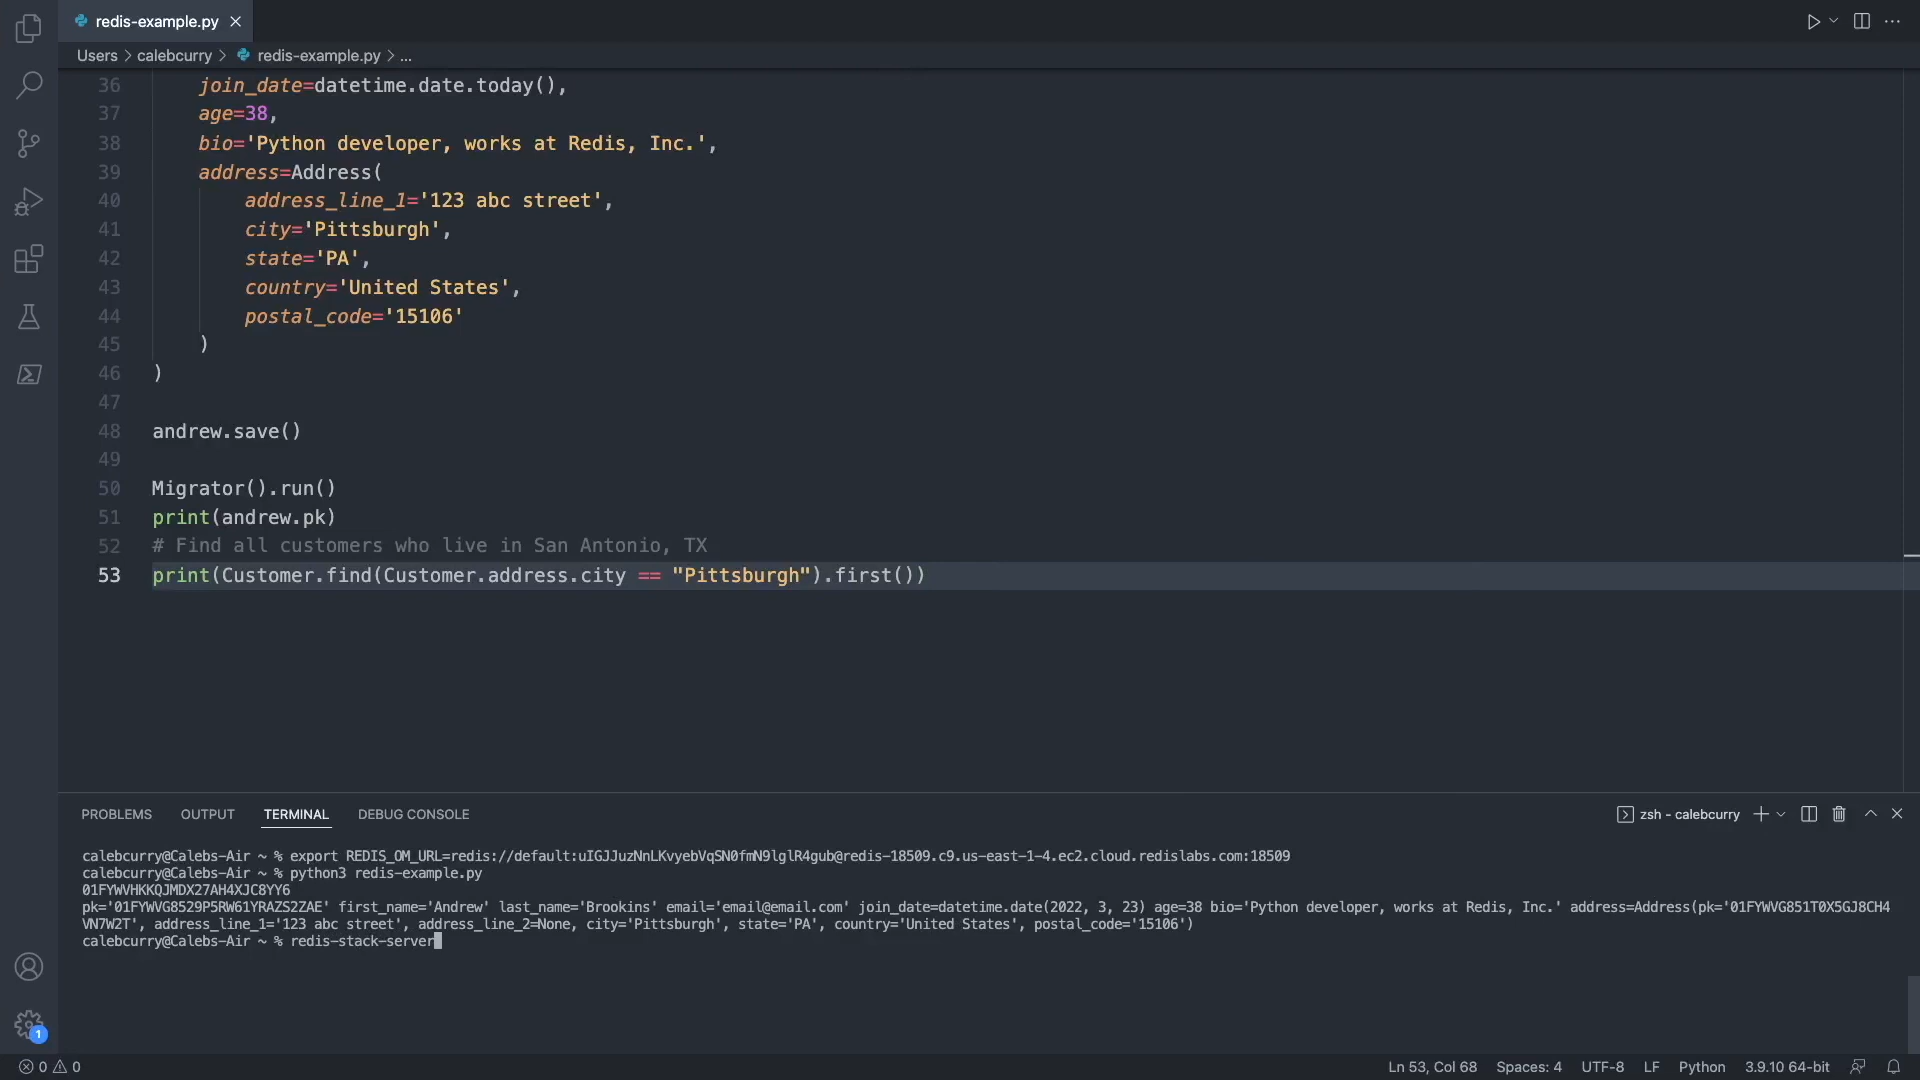 redis-example.py
Users > calebcurry > redis-example.py > ...
36 join_date=datetime.date.today(),
37 age=38,
38 bio='Python developer, works at Redis, Inc.',
39 address=Address(
40 address_line_1='123 abc street',
41 city='Pittsburgh',
42 state='PA',
43 country='United States',
44 postal_code='15106'
45 )
46 )
47
48 andrew.save()
49
50 Migrator().run()
51 print(andrew.pk)
52 # Find all customers who live in San Antonio, TX
53 print(Customer.find(Customer.address.city == "Pittsburgh").first())
PROBLEMS OUTPUT TERMINAL DEBUG CONSOLE zsh - calebcurry
calebcurry@Calebs-Air ~ % export REDIS_OM_URL=redis://default:uIGJJuzNnLKvyebVqSN0fmN9lglR4gub@redis-18509.c9.us-east-1-4.ec2.cloud.redislabs.com:18509
calebcurry@Calebs-Air ~ % python3 redis-example.py
01FYWVHKKQJMDX27AH4XJC8YY6
pk='01FYWVG8529P5RW61YRAZS2ZAE' first_name='Andrew' last_name='Brookins' email='email@email.com' join_date=datetime.date(2022, 3, 23) age=38 bio='Python developer, works at Redis, Inc.' address=Address(pk='01FYWVG851T0X5GJ8CH4
VN7W2T', address_line_1='123 abc street', address_line_2=None, city='Pittsburgh', state='PA', country='United States', postal_code='15106')
calebcurry@Calebs-Air ~ % redis-stack-server
1
0 0 Ln 53, Col 68 Spaces: 4 UTF-8 LF Python 3.9.10 64-bit